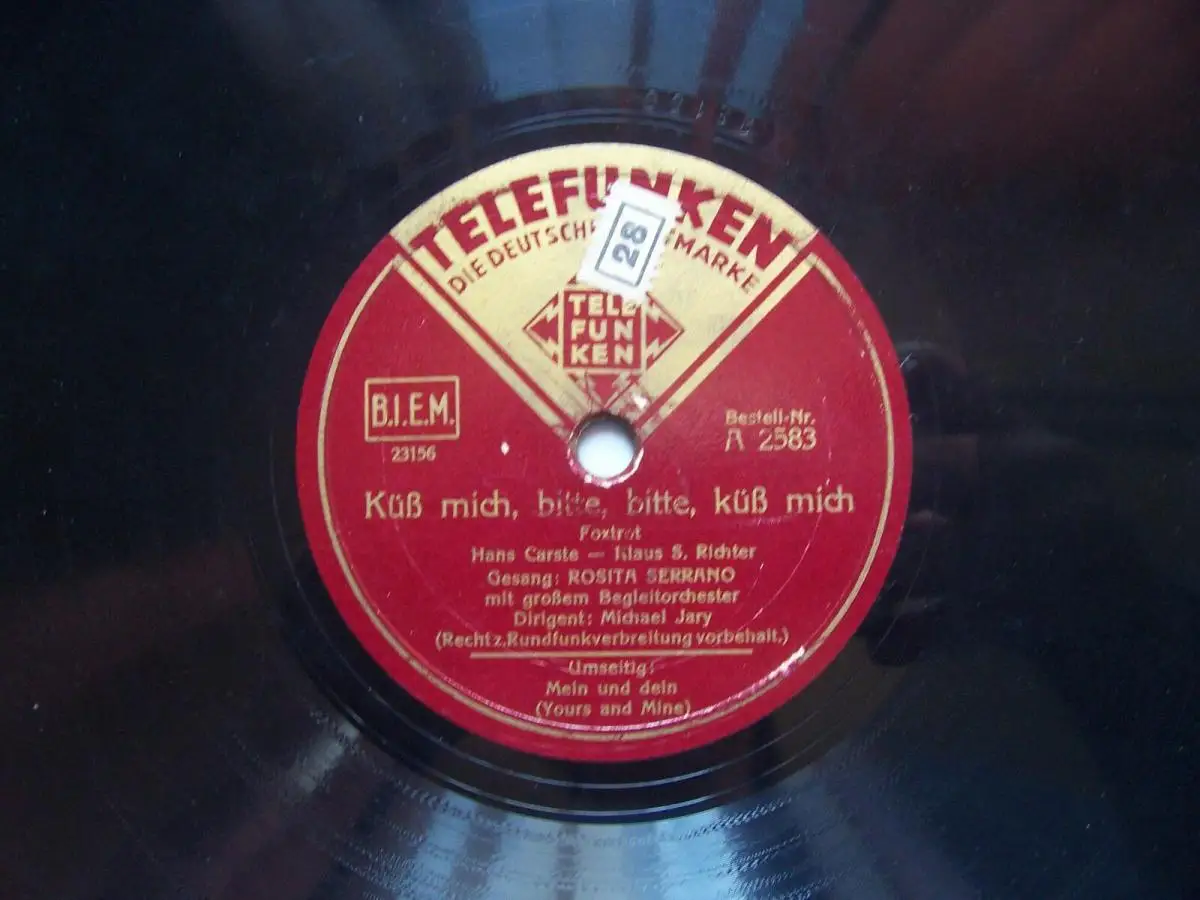 TELEFUNKEN
DIE DEUTSCHE MARKE
28
TELE
FUN
KEN
B.I.E.M.
23156
Bestell-Nr.
A 2583
Küß mich, bitte, bitte, küß mich
Foxtrot
Hans Carste — Klaus S. Richter
Gesang: ROSITA SERRANO
mit großem Begleitorchester
Dirigent: Michael Jary
(Recht z. Rundfunkverbreitung vorbehalt.)
Umseitig:
Mein und dein
(Yours and Mine)